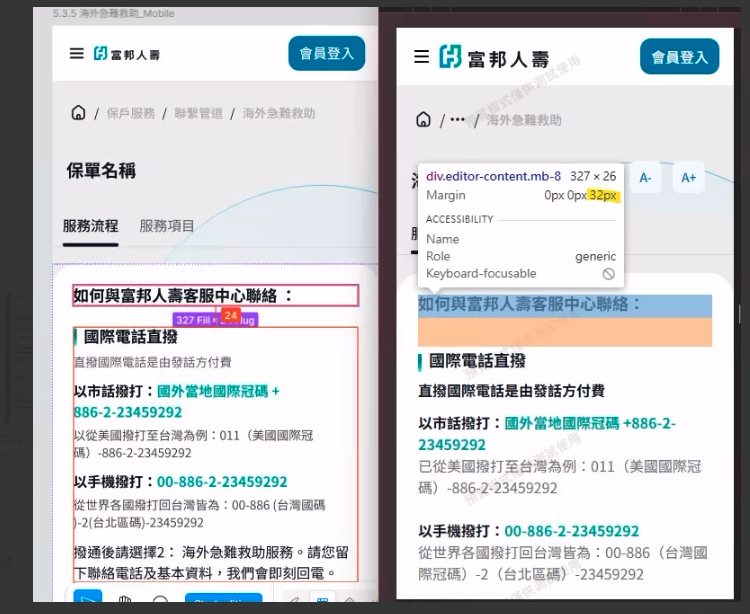 5.3.5 海外急難救助_Mobile
富邦人壽
會員登入
/ 保戶服務 / 聯繫管道 / 海外急難救助
保單名稱
服務流程 服務項目
如何與富邦人壽客服中心聯絡 :
327 Fill
24
lug
國際電話直撥
直撥國際電話是由發話方付費
以市話撥打：國外當地國際冠碼 +
886-2-23459292
以從美國撥打至台灣為例：011（美國國際冠
碼）-886-2-23459292
以手機撥打：00-886-2-23459292
從世界各國撥打回台灣皆為：00-886 (台灣國碼
)-2(台北區碼)-23459292
撥通後請選擇2： 海外急難救助服務。請您留
下聯絡電話及基本資料，我們會即刻回電。
富邦人壽
會員登入
/ ••• / 海外急難救助
A-
A+
div.editor-content.mb-8 327 × 26
Margin 0px 0px 32px
ACCESSIBILITY
Name
Role generic
Keyboard-focusable
如何與富邦人壽客服中心聯絡：
國際電話直撥
直撥國際電話是由發話方付費
以市話撥打：國外當地國際冠碼 +886-2-
23459292
已從美國撥打至台灣為例：011（美國國際冠
碼）-886-2-23459292
以手機撥打：00-886-2-23459292
從世界各國撥打回台灣皆為：00-886（台灣國
際冠碼）-2（台北區碼）-23459292